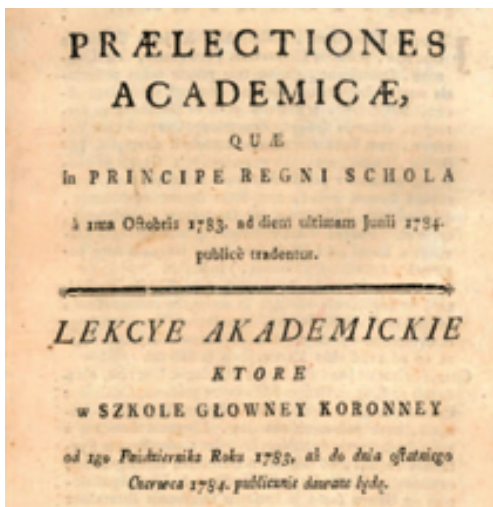 PRÆLECTIONES
ACADEMICÆ,
QUÆ
in PRINCIPE REGNI SCHOLA
à 1ma Octobris 1783. ad diem ultimam Junii 1784.
publicè tradentur.
LEKCYE AKADEMICKIE
KTORE
w SZKOLE GŁOWNEY KORONNEY
od 1go Paidziernika Roku 1783, aż do dnia oſtatniego
Czerwca 1784. publicznie dawane będą.